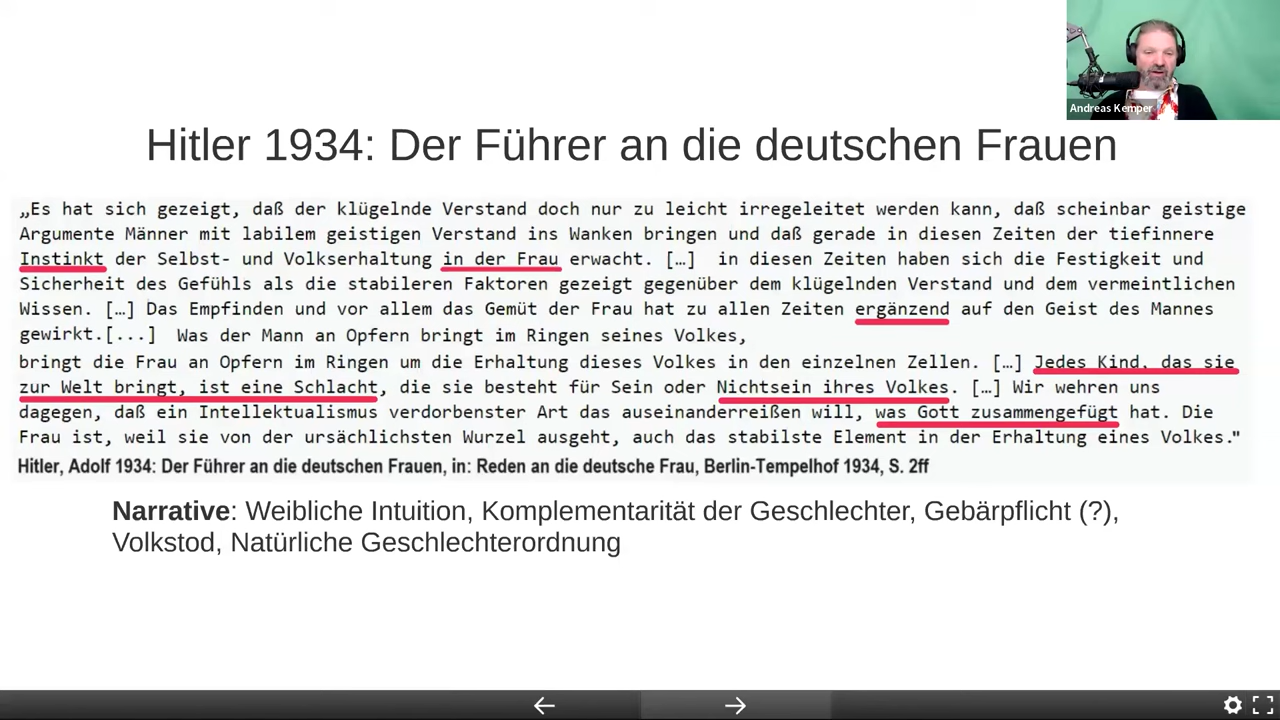 Andreas Kemper
Hitler 1934: Der Führer an die deutschen Frauen
„Es hat sich gezeigt, daß der klügelnde Verstand doch nur zu leicht irregeleitet werden kann, daß scheinbar geistige
Argumente Männer mit labilem geistigen Verstand ins Wanken bringen und daß gerade in diesen Zeiten der tiefinnere
Instinkt der Selbst- und Volkserhaltung in der Frau erwacht. […] in diesen Zeiten haben sich die Festigkeit und
Sicherheit des Gefühls als die stabileren Faktoren gezeigt gegenüber dem klügelnden Verstand und dem vermeintlichen
Wissen. […] Das Empfinden und vor allem das Gemüt der Frau hat zu allen Zeiten ergänzend auf den Geist des Mannes
gewirkt.[...] Was der Mann an Opfern bringt im Ringen seines Volkes,
bringt die Frau an Opfern im Ringen um die Erhaltung dieses Volkes in den einzelnen Zellen. […] Jedes Kind, das sie
zur Welt bringt, ist eine Schlacht, die sie besteht für Sein oder Nichtsein ihres Volkes. […] Wir wehren uns
dagegen, daß ein Intellektualismus verdorbenster Art das auseinanderreißen will, was Gott zusammengefügt hat. Die
Frau ist, weil sie von der ursächlichsten Wurzel ausgeht, auch das stabilste Element in der Erhaltung eines Volkes."
Hitler, Adolf 1934: Der Führer an die deutschen Frauen, in: Reden an die deutsche Frau, Berlin-Tempelhof 1934, S. 2ff
Narrative: Weibliche Intuition, Komplementarität der Geschlechter, Gebärpflicht (?),
Volkstod, Natürliche Geschlechterordnung